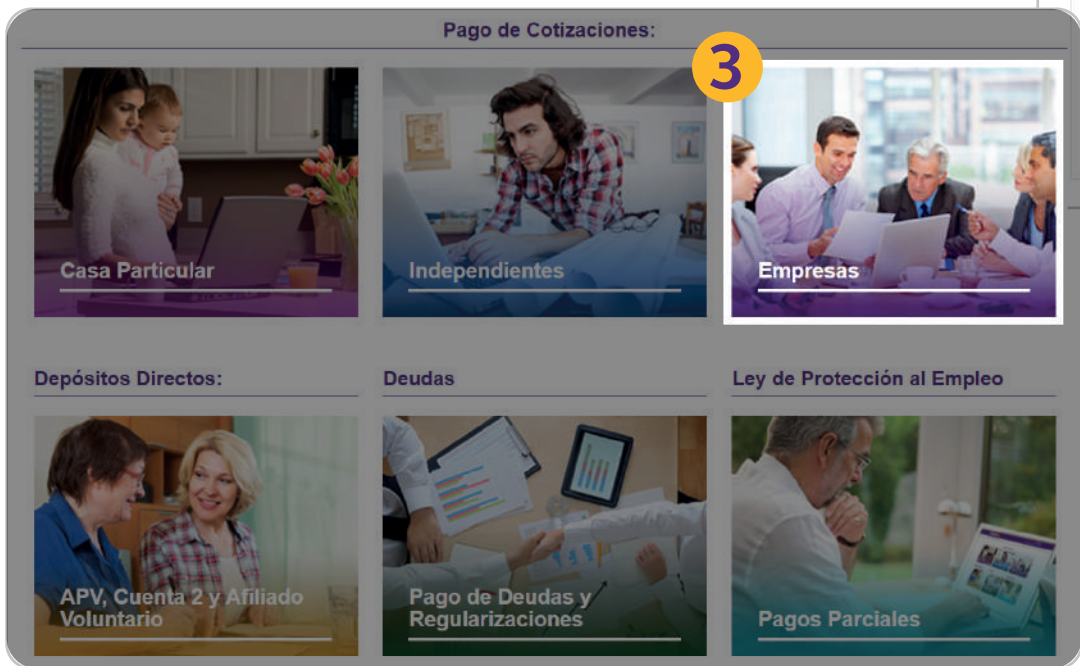 Pago de Cotizaciones:
3
Casa Particular
Independientes
Empresas
Depósitos Directos:
Deudas
Ley de Protección al Empleo
APV, Cuenta 2 y Afiliado
Voluntario
Pago de Deudas y
Regularizaciones
Pagos Parciales